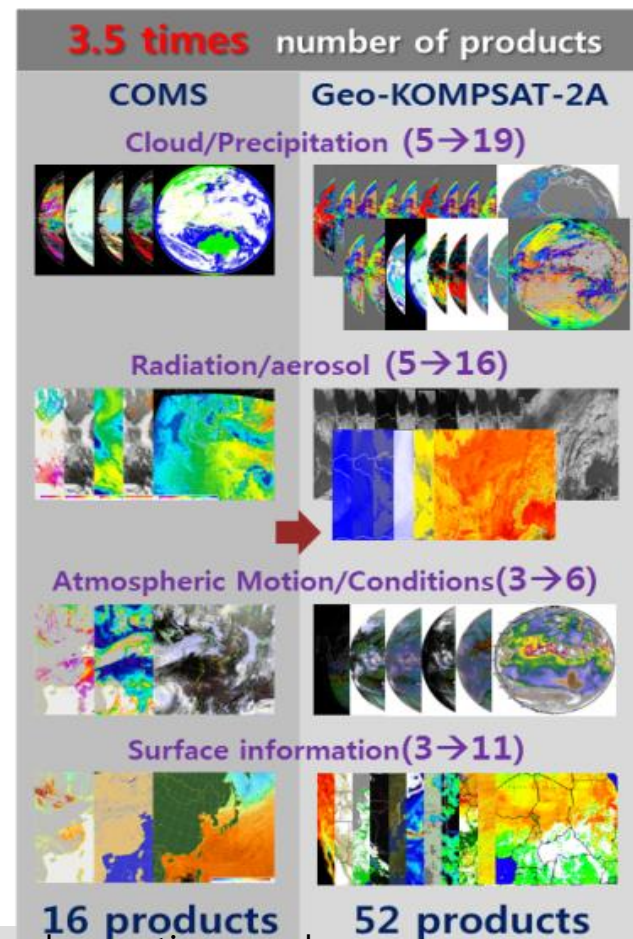 3.5 times number of products
COMS Geo-KOMPSAT-2A
Cloud/Precipitation (5→19)
Radiation/aerosol (5→16)
Atmospheric Motion/Conditions(3→6)
Surface information(3→11)
16 products 52 products